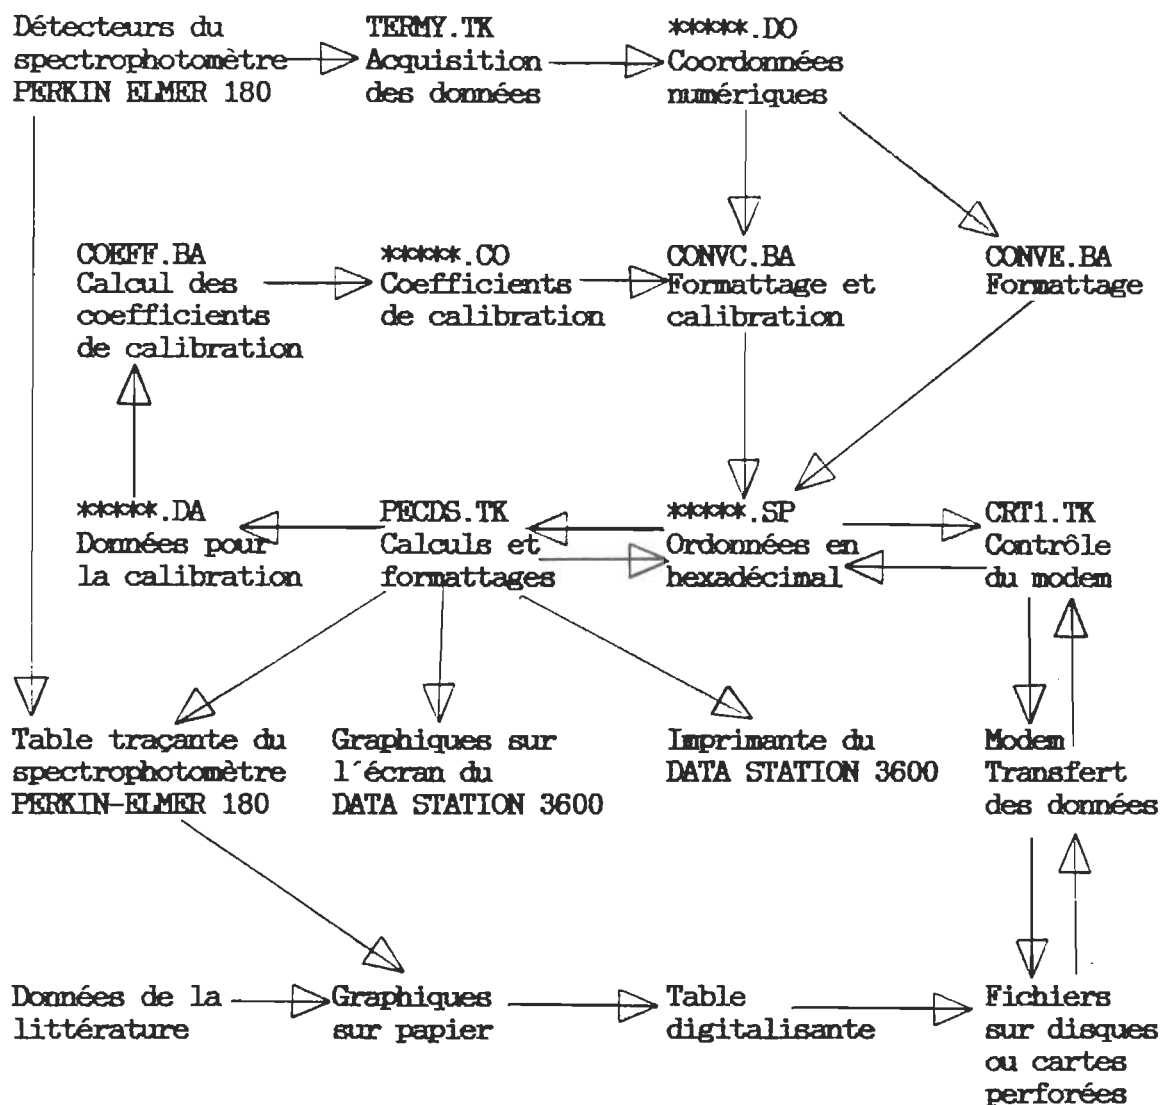 Détecteurs du
spectrophotomètre
PERKIN ELMER 180
TERMY.TK
Acquisition
des données
*****.DO
Coordonnées
numériques
COEFF.BA
Calcul des
coefficients
de calibration
*****.CO
Coefficients
de calibration
CONVC.BA
Formattage et
calibration
CONVE.BA
Formattage
*****.DA
Données pour
la calibration
PECDS.TK
Calculs et
formattages
*****.SP
Ordonnées en
hexadécimal
CRT1.TK
Contrôle
du modem
Table traçante du
spectrophotomètre
PERKIN-ELMER 180
Graphiques sur
l'écran du
DATA STATION 3600
Imprimante du
DATA STATION 3600
Modem
Transfert
des données
Données de la
littérature
Graphiques
sur papier
Table
digitalisante
Fichiers
sur disques
ou cartes
perforées